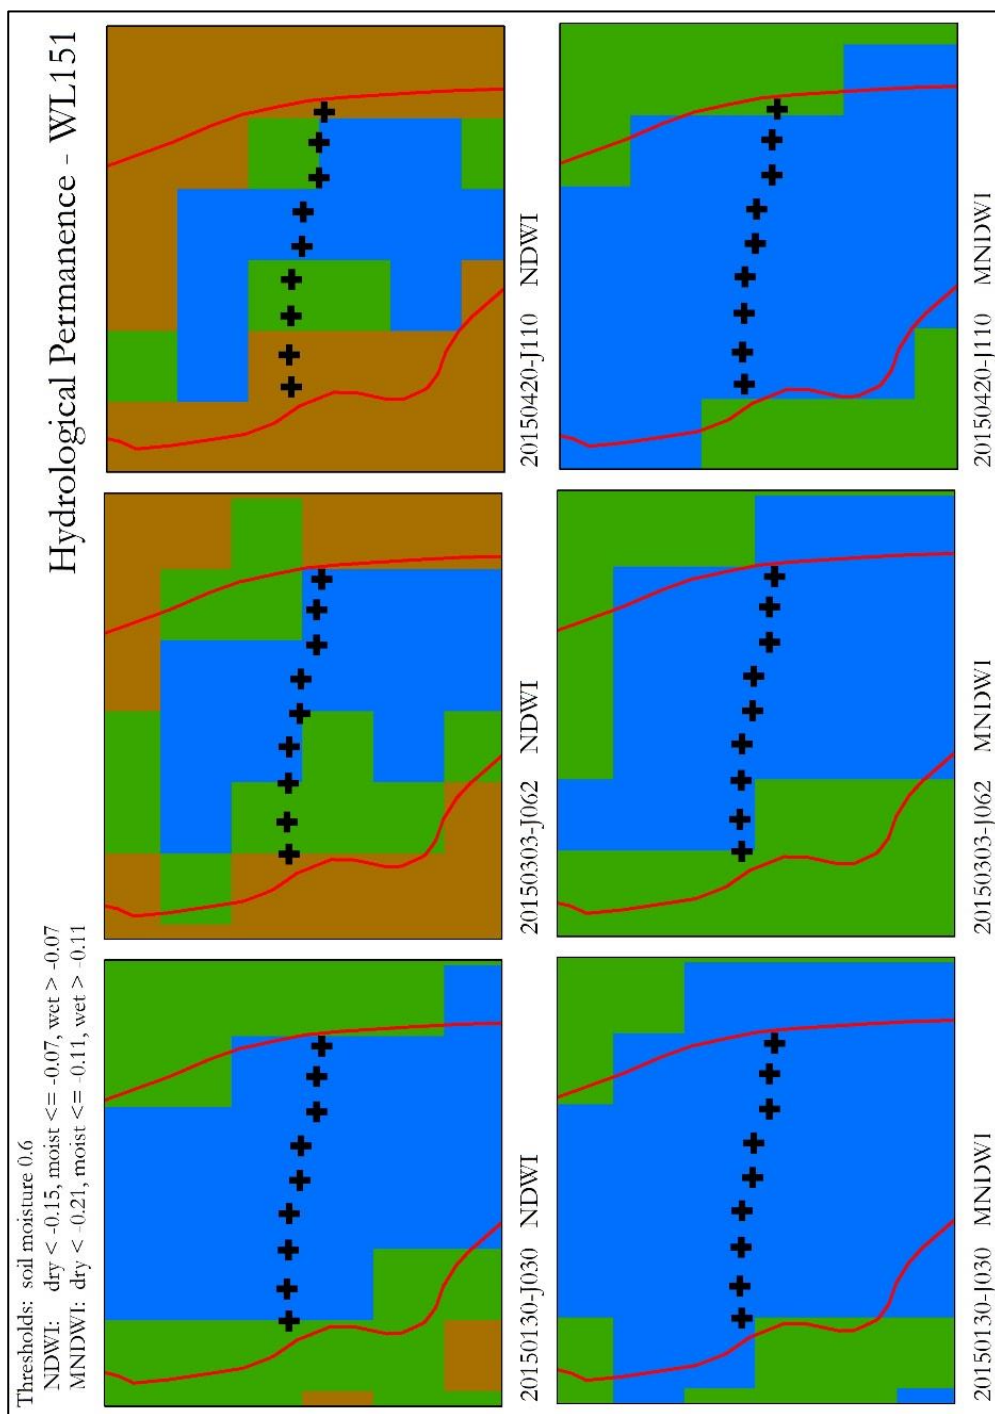 Hydrological Permanence - WL151
Thresholds: soil moisture 0.6
NDWI: dry < -0.15, moist <= -0.07, wet > -0.07
MNDWI: dry < -0.21, moist <= -0.11, wet > -0.11
20150130-J030 NDWI
20150303-J062 NDWI
20150420-J110 NDWI
20150130-J030 MNDWI
20150303-J062 MNDWI
20150420-J110 MNDWI